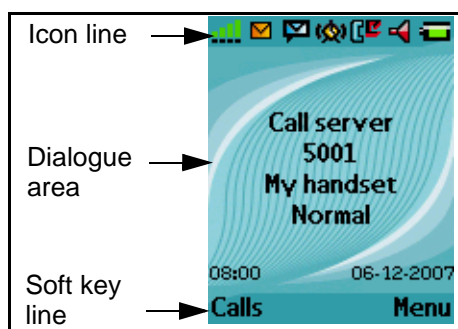 Icon line
Dialogue
area
Soft key
line
Call server
5001
My handset
Normal
08:00 06-12-2007
Calls Menu